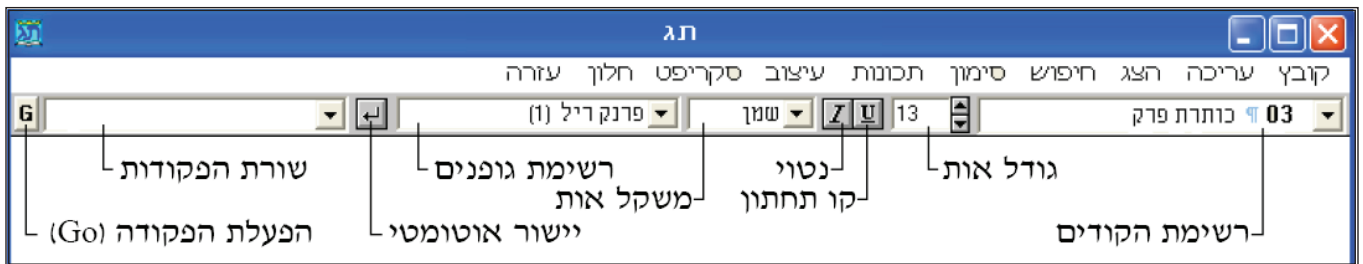 תג
קובץ עריכה הצג חיפוש סימון תכונות עיצוב סקריפט חלון עזרה
03 ¶ כותרת פרק 13 U I שמן פרנק ריל (1) G
גודל אות נטוי רשימת גופנים שורת הפקודות
קו תחתון משקל אות
רשימת הקודים יישור אוטומטי הפעלת הפקודה (Go)